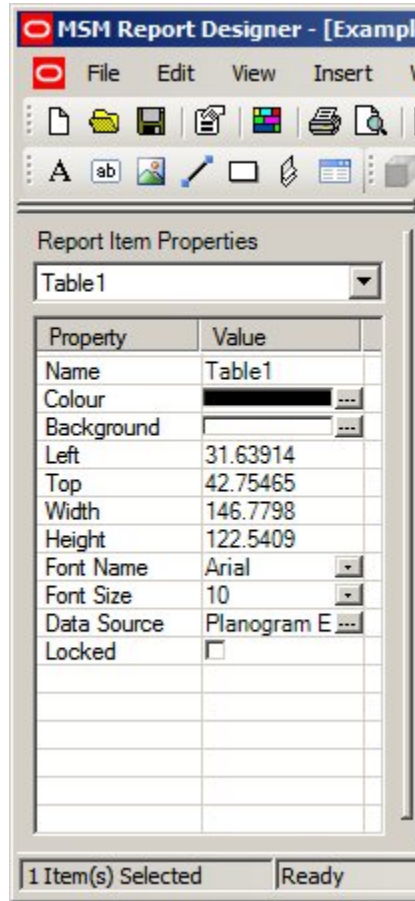 MSM Report Designer - [Exampl
File Edit View Insert
A ab
Report Item Properties
Table1
Property Value
Name Table1
Colour ...
Background ...
Left 31.63914
Top 42.75465
Width 146.7798
Height 122.5409
Font Name Arial
Font Size 10
Data Source Planogram E ...
Locked
1 Item(s) Selected Ready